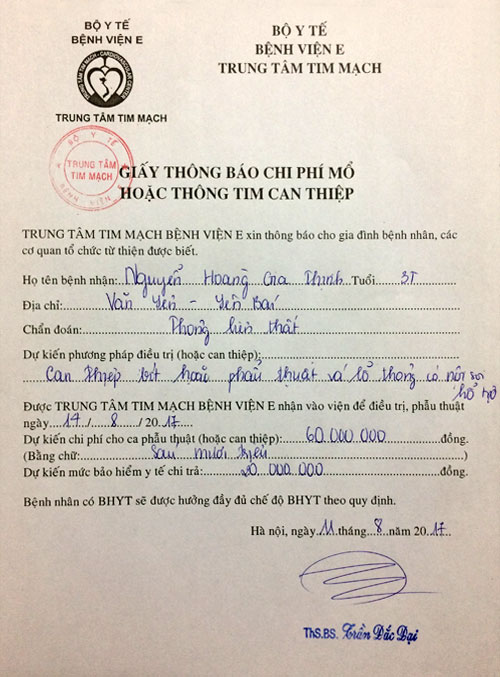 BỘ Y TẾ
BỆNH VIỆN E
TRUNG TÂM TIM MẠCH
BỘ Y TẾ
BỆNH VIỆN E
TRUNG TÂM TIM MẠCH
TRUNG TÂM
TIM MẠCH
GIẤY THÔNG BÁO CHI PHÍ MỔ
HOẶC THÔNG TIM CAN THIỆP
TRUNG TÂM TIM MẠCH BỆNH VIỆN E xin thông báo cho gia đình bệnh nhân, các
cơ quan tổ chức từ thiện được biết.
Họ tên bệnh nhân: Nguyễn Hoàng Gia Thịnh Tuổi 3T
Địa chỉ: Văn Yên - Yên Bái
Chẩn đoán: Thông liên thất
Dự kiến phương pháp điều trị (hoặc can thiệp):
Can thiệp bít hoặc phẫu thuật vá lỗ thông có nội soi
hỗ trợ
Được TRUNG TÂM TIM MẠCH BỆNH VIỆN E nhận vào viện để điều trị, phẫu thuật
ngày 14 / 8 / 2017
Dự kiến chi phí cho ca phẫu thuật (hoặc can thiệp): 60.000.000 đồng.
(Bằng chữ: Sáu mươi triệu )
Dự kiến mức bảo hiểm y tế chi trả: 20.000.000 đồng.
Bệnh nhân có BHYT sẽ được hưởng đầy đủ chế độ BHYT theo quy định.
Hà nội, ngày 11 tháng 8 năm 2017
ThS.BS. Trần Đắc Đại